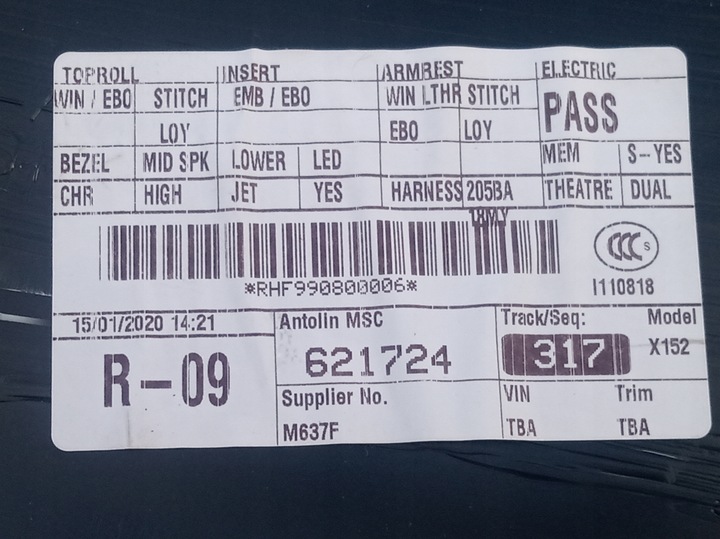 TOPROLL INSERT ARMREST ELECTRIC
WIN / EBO STITCH EMB / EBO WIN LTHR STITCH PASS
LOY EBO LOY
BEZEL MID SPK LOWER LED MEM S-YES
CHR HIGH JET YES HARNESS 205BA THEATRE DUAL
18MY
CCC S
*RHF990800006* I110818
15/01/2020 14:21 Antolin MSC Track/Seq: Model
R-09 621724 317 X152
Supplier No. VIN Trim
M637F TBA TBA